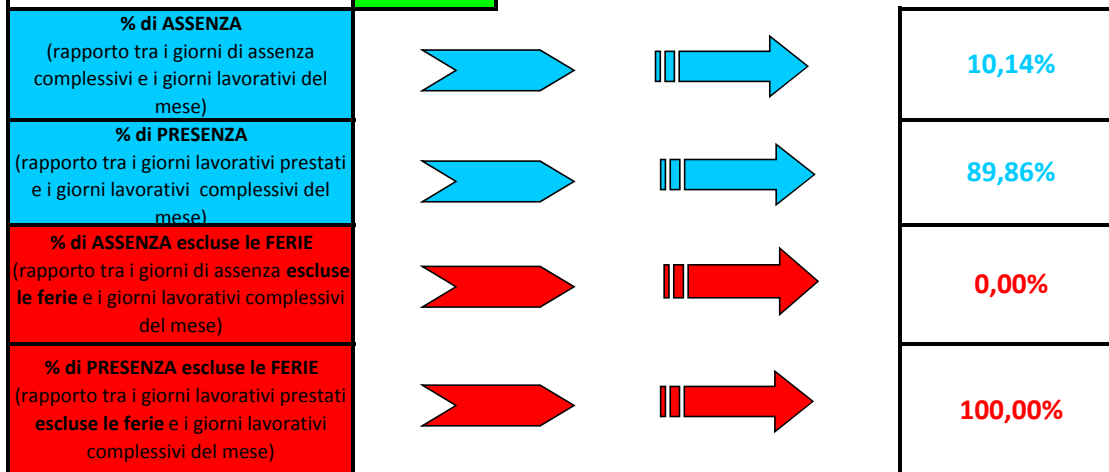 % di ASSENZA
(rapporto tra i giorni di assenza
complessivi e i giorni lavorativi del
mese)
10,14%
% di PRESENZA
(rapporto tra i giorni lavorativi prestati
e i giorni lavorativi complessivi del
mese)
89,86%
% di ASSENZA escluse le FERIE
(rapporto tra i giorni di assenza escluse
le ferie e i giorni lavorativi complessivi
del mese)
0,00%
% di PRESENZA escluse le FERIE
(rapporto tra i giorni lavorativi prestati
escluse le ferie e i giorni lavorativi
complessivi del mese)
100,00%